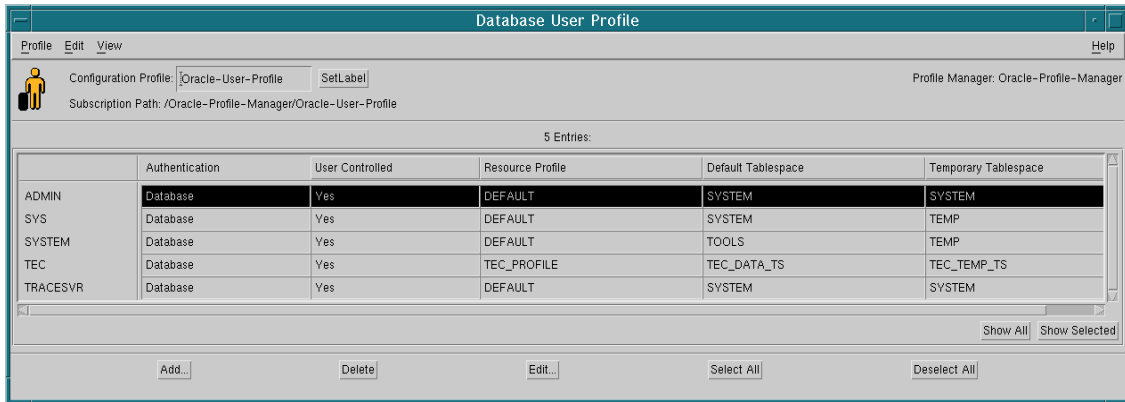 Database User Profile
Profile Edit View Help
Configuration Profile: Oracle-User-Profile SetLabel Profile Manager: Oracle-Profile-Manager
Subscription Path: /Oracle-Profile-Manager/Oracle-User-Profile
5 Entries:
Authentication User Controlled Resource Profile Default Tablespace Temporary Tablespace
ADMIN Database Yes DEFAULT SYSTEM SYSTEM
SYS Database Yes DEFAULT SYSTEM TEMP
SYSTEM Database Yes DEFAULT TOOLS TEMP
TEC Database Yes TEC_PROFILE TEC_DATA_TS TEC_TEMP_TS
TRACESVR Database Yes DEFAULT SYSTEM SYSTEM
Show All Show Selected
Add... Delete Edit... Select All Deselect All